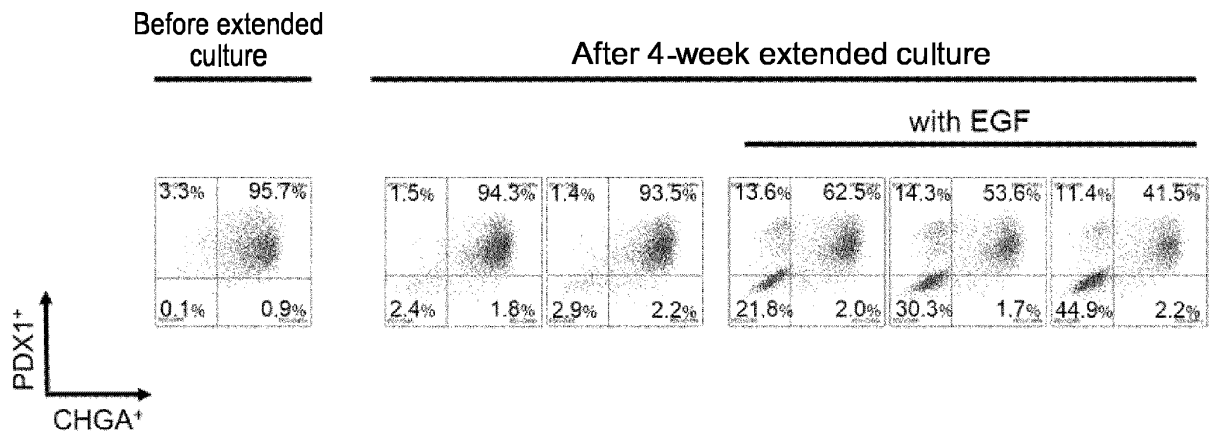 Before extended
culture
After 4-week extended culture
with EGF
3.3% 95.7% 1.5% 94.3% 1.4% 93.5% 13.6% 62.5% 14.3% 53.6% 11.4% 41.5%
0.1% 0.9% 2.4% 1.8% 2.9% 2.2% 21.8% 2.0% 30.3% 1.7% 44.9% 2.2%
PDX1⁺
CHGA⁺